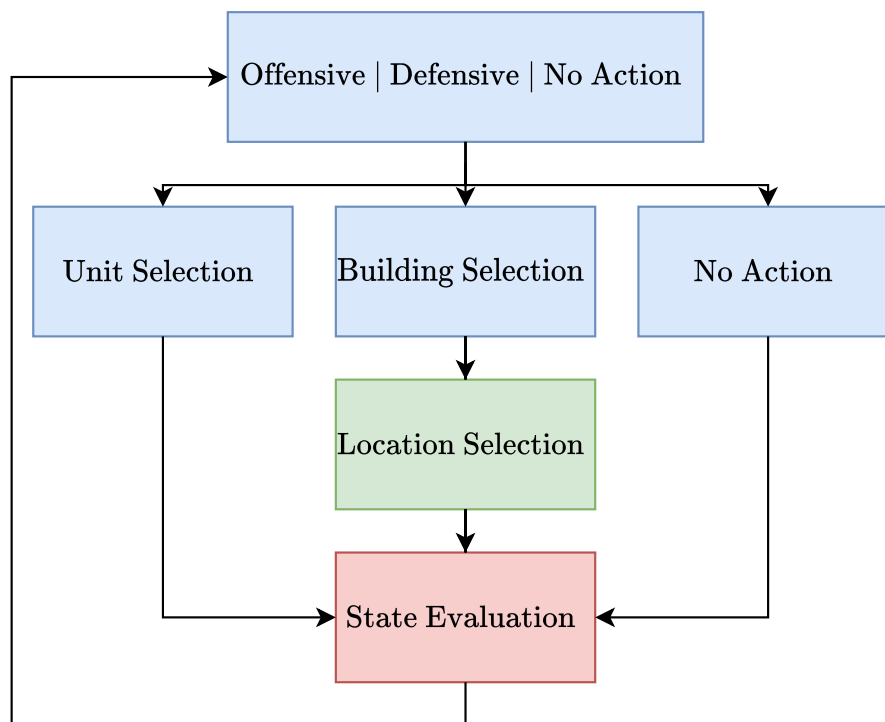 Offensive | Defensive | No Action
Unit Selection
Building Selection
No Action
Location Selection
State Evaluation